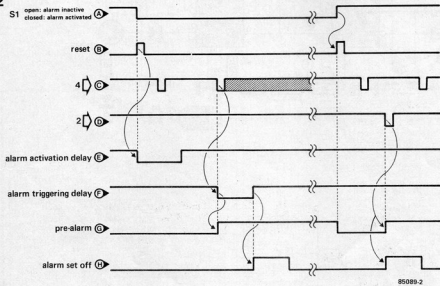 2
S1 open: alarm inactive
closed: alarm activated
A
reset B
4 C
2 D
alarm activation delay E
alarm triggering delay F
pre-alarm G
alarm set off H
85089-2